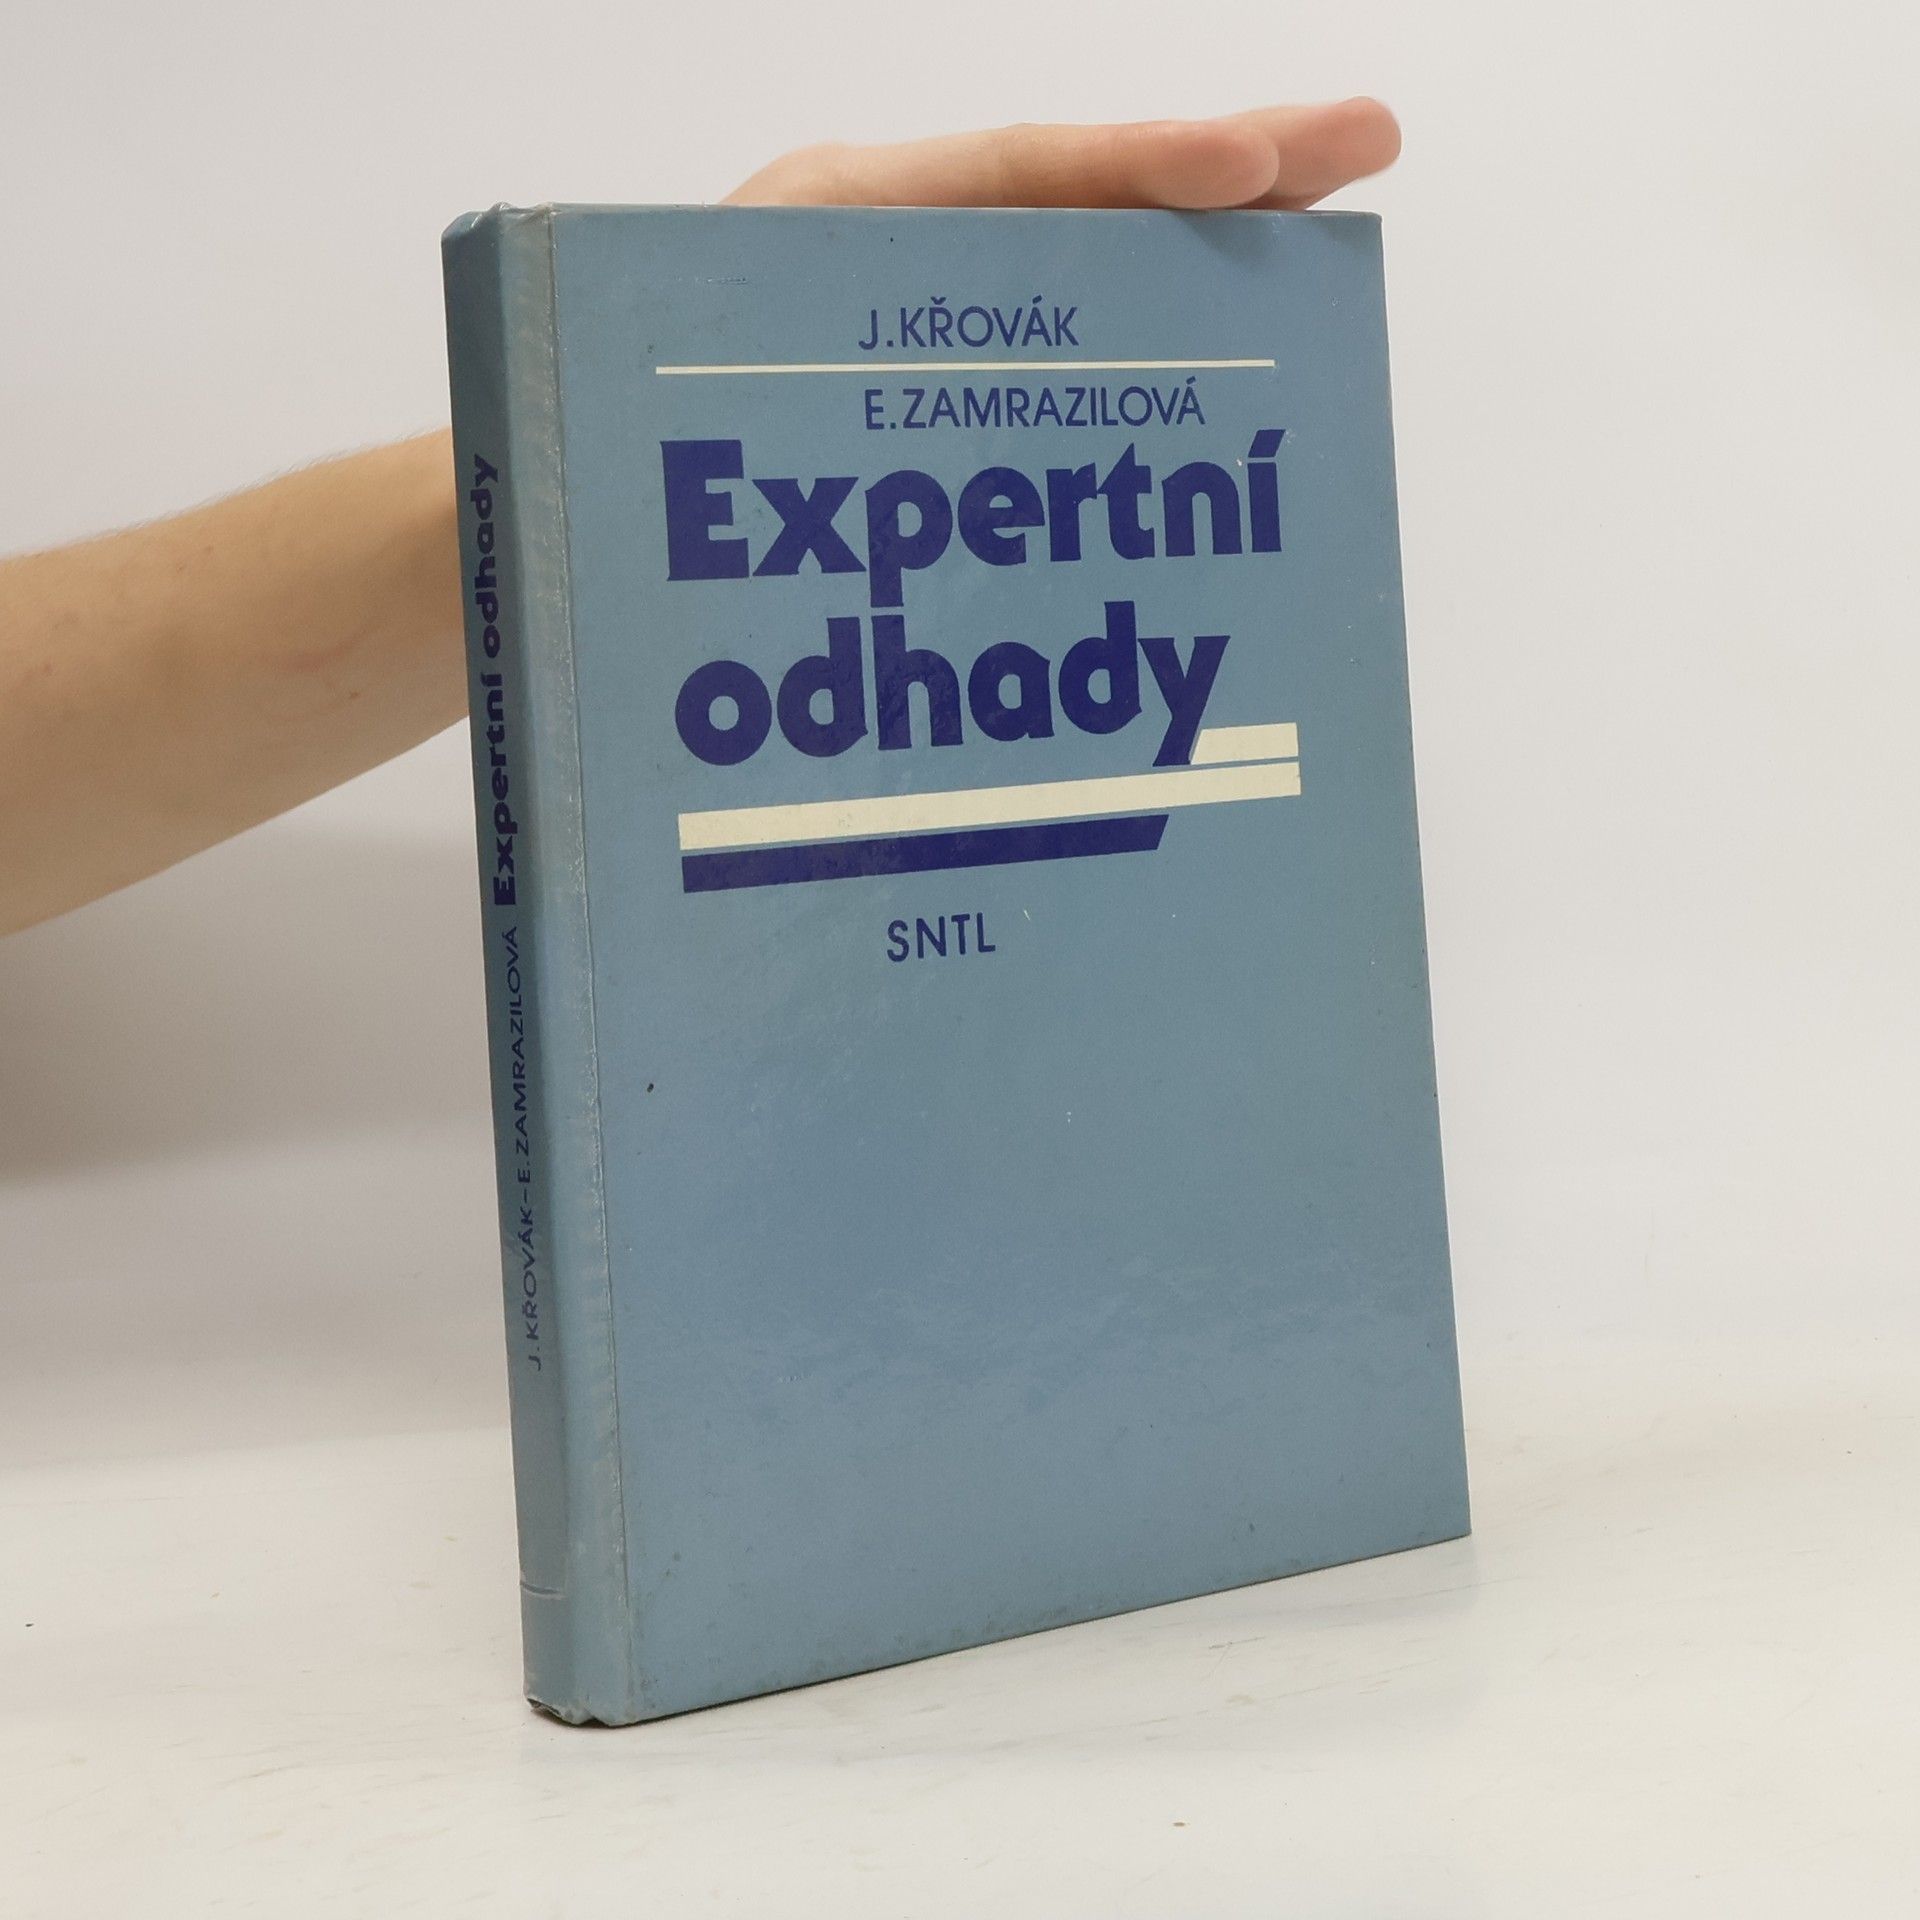 J. KŘOVÁK
E. ZAMRAZILOVÁ
Expertní
odhady
SNTL
J. KŘOVÁK – E. ZAMRAZILOVÁ Expertní odhady